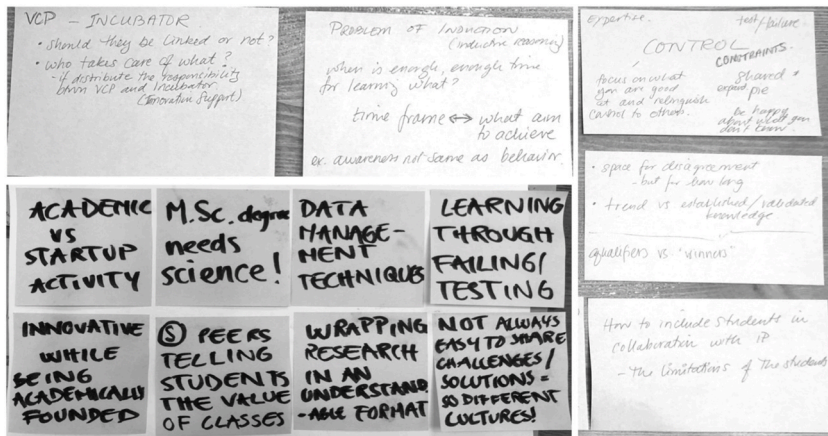 VCP - INCUBATOR
• should they be linked or not?
• who takes care of what?
- if distribute the responsibility
btwn VCP and Incubator
(Innovation Support)
PROBLEM OF INDUCTION
(inductive reasoning)
when is enough, enough time
for learning what?
time frame ↔ what aim
to achieve
ex. awareness not same as behavior.
expertise.
test/failure
CONTROL
CONSTRAINTS.
focus on what
you are good
at and relinquish
control to others.
shared
expand pie
be happy
about what you
don't know.
• space for disagreement
- but for how long
• trend vs established/validated
knowledge
qualifiers vs "winners"
How to include students in
collaboration with IP
- the limitations of the students
ACADEMIC
VS
STARTUP
ACTIVITY
M.Sc. degree
needs
science!
DATA
MANAGE-
MENT
TECHNIQUES
LEARNING
THROUGH
FAILING/
TESTING
INNOVATIVE
WHILE
BEING
ACADEMICALLY
FOUNDED
Ⓢ PEERS
TELLING
STUDENTS
THE VALUE
OF CLASSES
WRAPPING
RESEARCH
IN AN
UNDERSTAND
-ABLE FORMAT
NOT ALWAYS
EASY TO SHARE
CHALLENGES/
SOLUTIONS =
SO DIFFERENT
CULTURES!